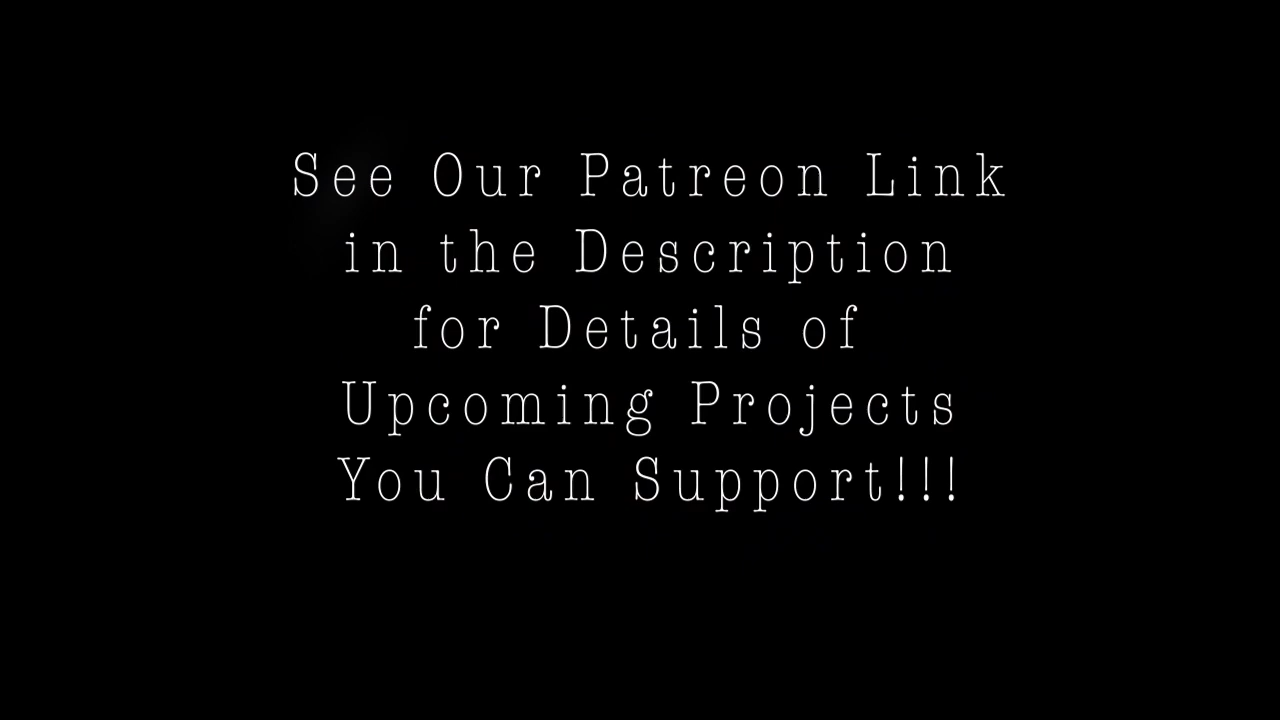 See Our Patreon Link
in the Description
for Details of
Upcoming Projects
You Can Support!!!